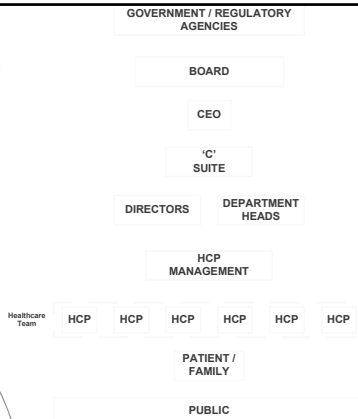 GOVERNMENT / REGULATORY
AGENCIES
BOARD
CEO
‘C’
SUITE
DIRECTORS
DEPARTMENT
HEADS
HCP
MANAGEMENT
Healthcare
Team
HCP HCP HCP HCP HCP HCP
PATIENT /
FAMILY
PUBLIC